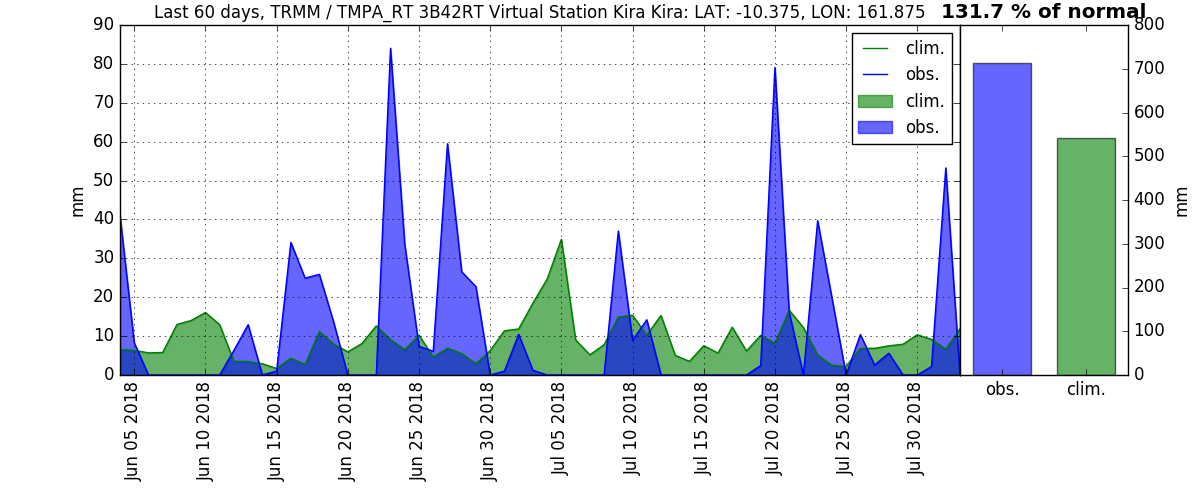 Last 60 days, TRMM / TMPA_RT 3B42RT Virtual Station Kira Kira: LAT: -10.375, LON: 161.875 131.7 % of normal
90
80
70
60
50
40
30
20
10
0
mm
clim.
obs.
clim.
obs.
800
700
600
500
400
300
200
100
0
mm
Jun 05 2018
Jun 10 2018
Jun 15 2018
Jun 20 2018
Jun 25 2018
Jun 30 2018
Jul 05 2018
Jul 10 2018
Jul 15 2018
Jul 20 2018
Jul 25 2018
Jul 30 2018
obs.
clim.